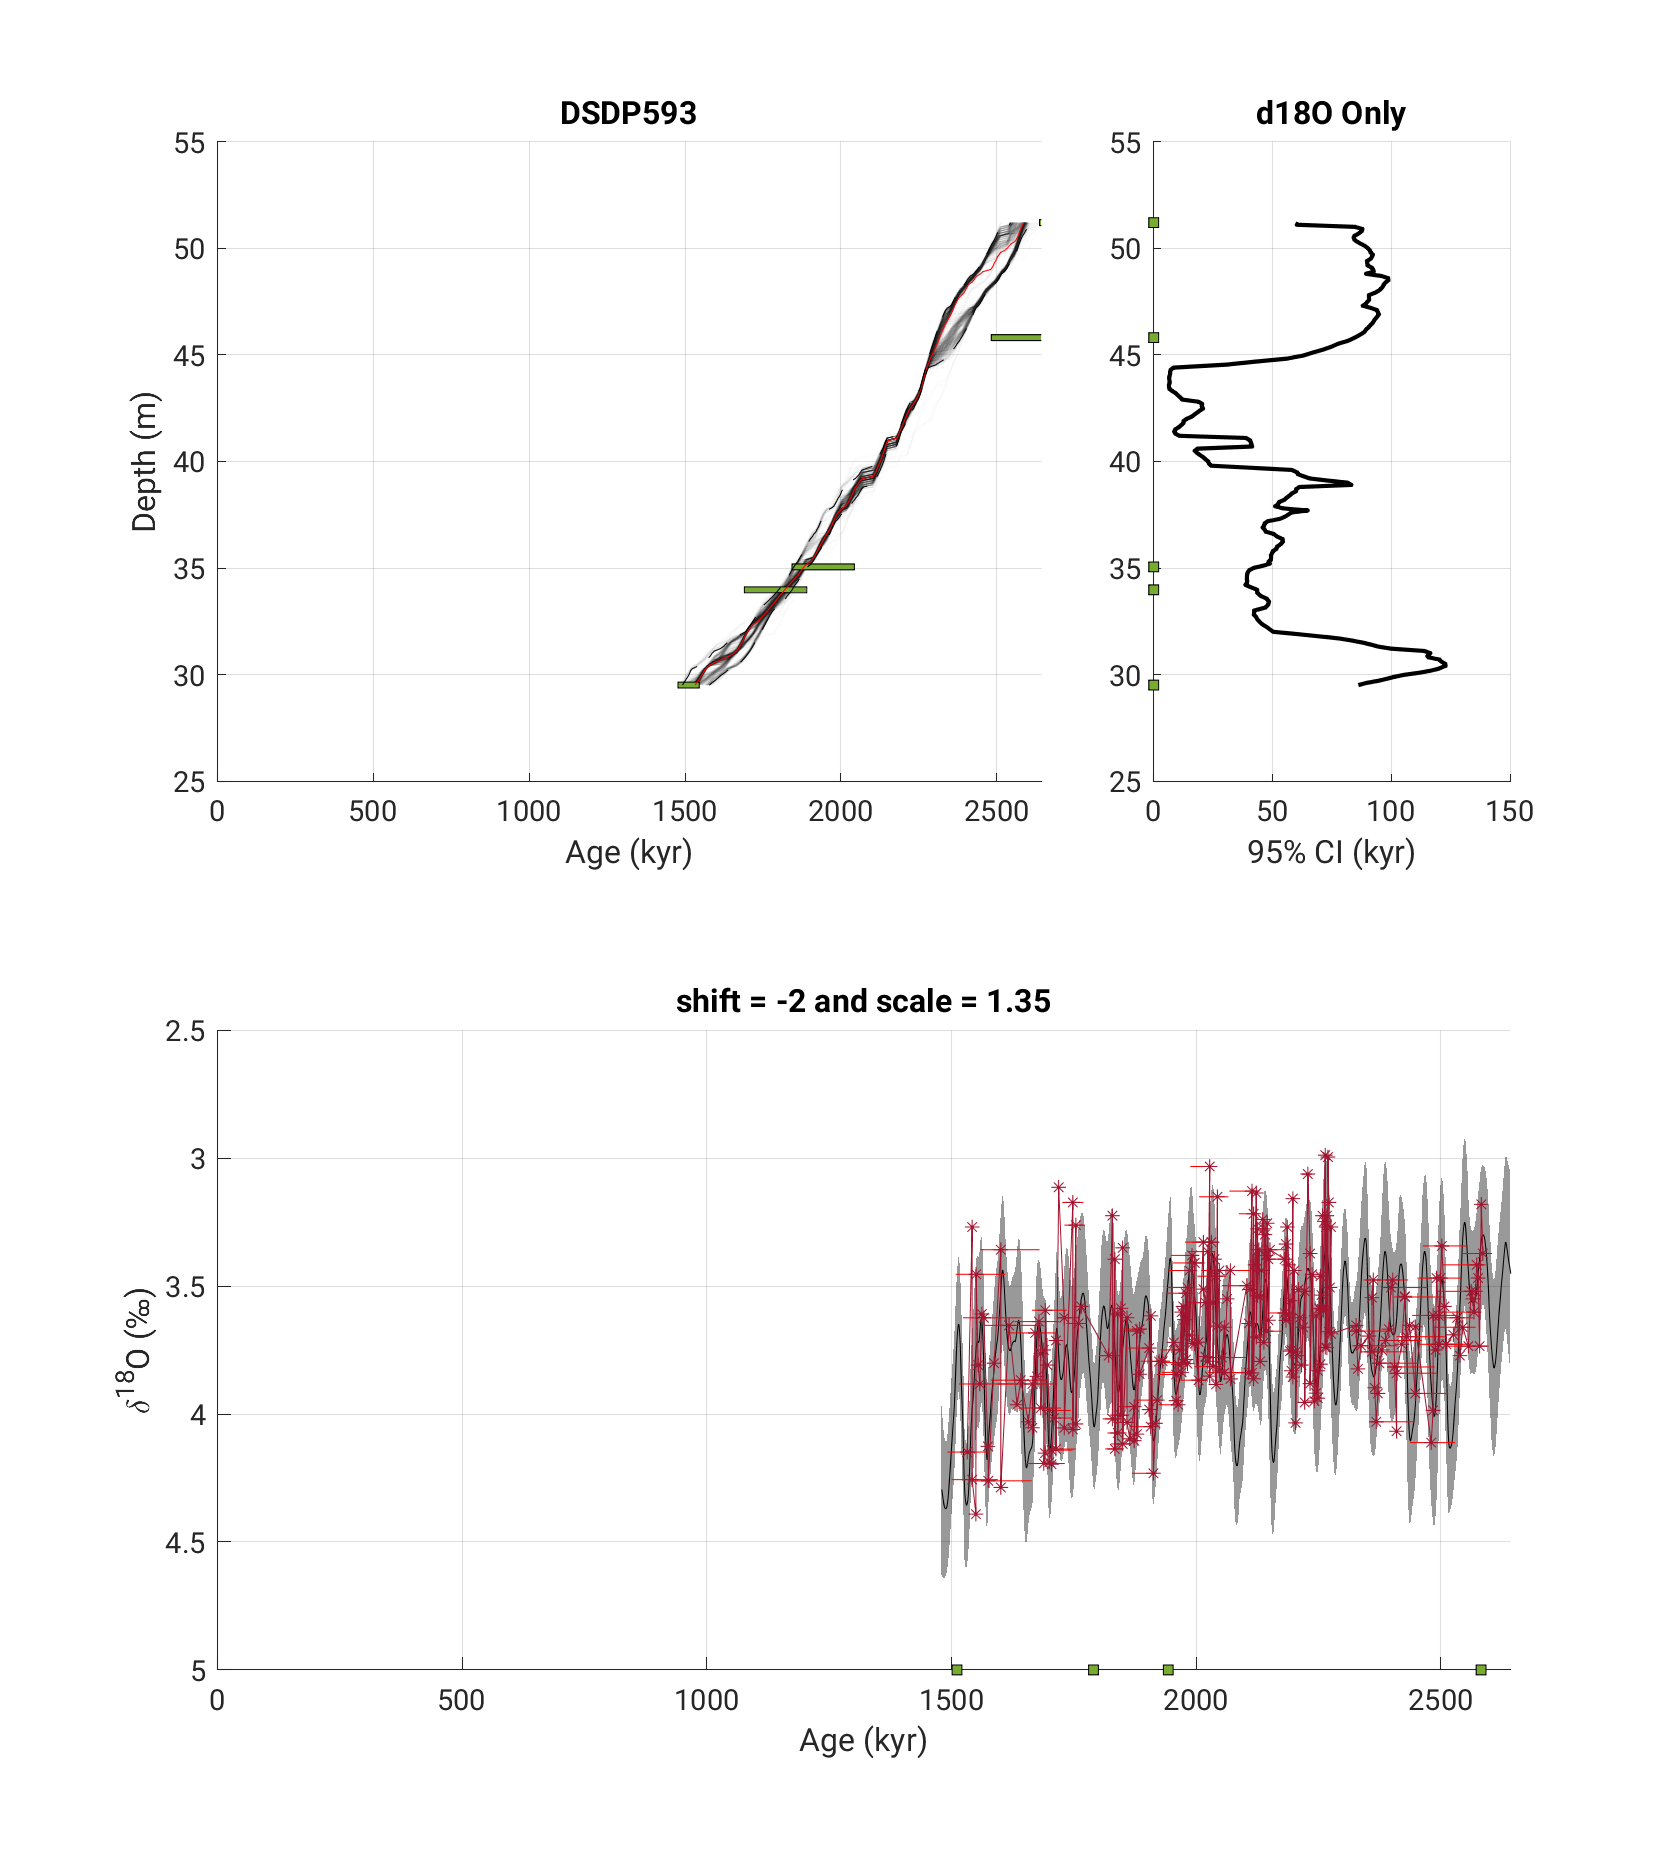 DSDP593
d18O Only
55
50
45
40
35
30
25
0 500 1000 1500 2000 2500
Age (kyr)
Depth (m)
55
50
45
40
35
30
25
0 50 100 150
95% CI (kyr)
shift = -2 and scale = 1.35
2.5
3
3.5
4
4.5
5
0 500 1000 1500 2000 2500
Age (kyr)
δ18O (‰)